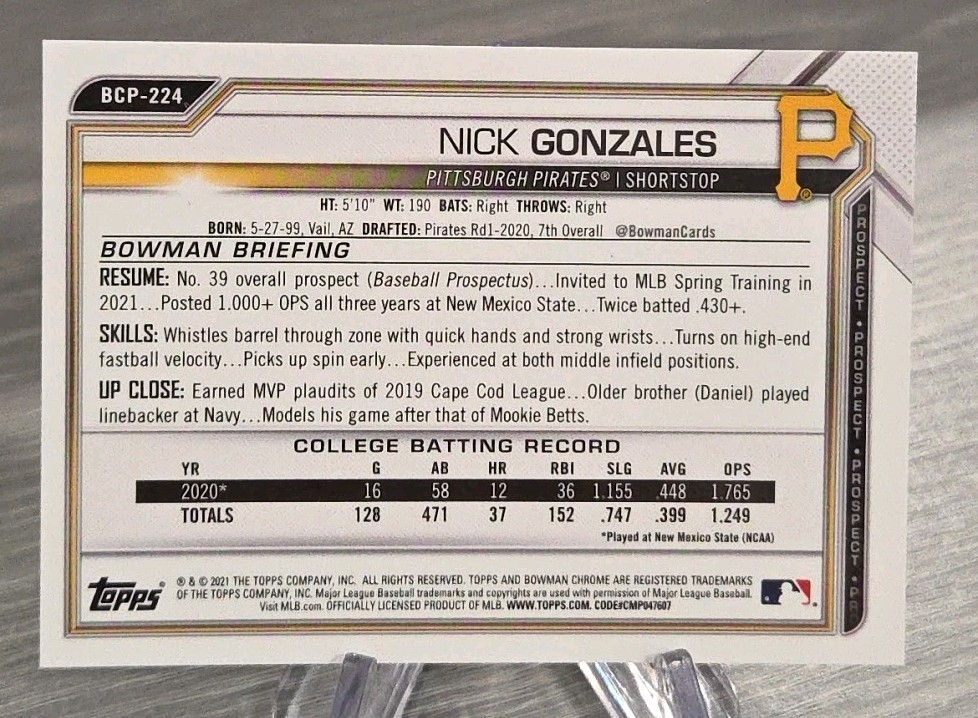 BCP-224
NICK GONZALES
PITTSBURGH PIRATES® | SHORTSTOP
HT: 5'10" WT: 190 BATS: Right THROWS: Right
BORN: 5-27-99, Vail, AZ DRAFTED: Pirates Rd1-2020, 7th Overall @BowmanCards
BOWMAN BRIEFING
RESUME: No. 39 overall prospect (Baseball Prospectus)...Invited to MLB Spring Training in
2021...Posted 1.000+ OPS all three years at New Mexico State...Twice batted .430+.
SKILLS: Whistles barrel through zone with quick hands and strong wrists...Turns on high-end
fastball velocity...Picks up spin early...Experienced at both middle infield positions.
UP CLOSE: Earned MVP plaudits of 2019 Cape Cod League...Older brother (Daniel) played
linebacker at Navy...Models his game after that of Mookie Betts.
COLLEGE BATTING RECORD
YR G AB HR RBI SLG AVG OPS
2020* 16 58 12 36 1.155 .448 1.765
TOTALS 128 471 37 152 .747 .399 1.249
*Played at New Mexico State (NCAA)
Topps®
® & © 2021 THE TOPPS COMPANY, INC. ALL RIGHTS RESERVED. TOPPS AND BOWMAN CHROME ARE REGISTERED TRADEMARKS
OF THE TOPPS COMPANY, INC. Major League Baseball trademarks and copyrights are used with permission of Major League Baseball.
Visit MLB.com. OFFICIALLY LICENSED PRODUCT OF MLB. WWW.TOPPS.COM. CODE#CMP047607
P ®
PROSPECT • PROSPECT • PROSPECT • PR